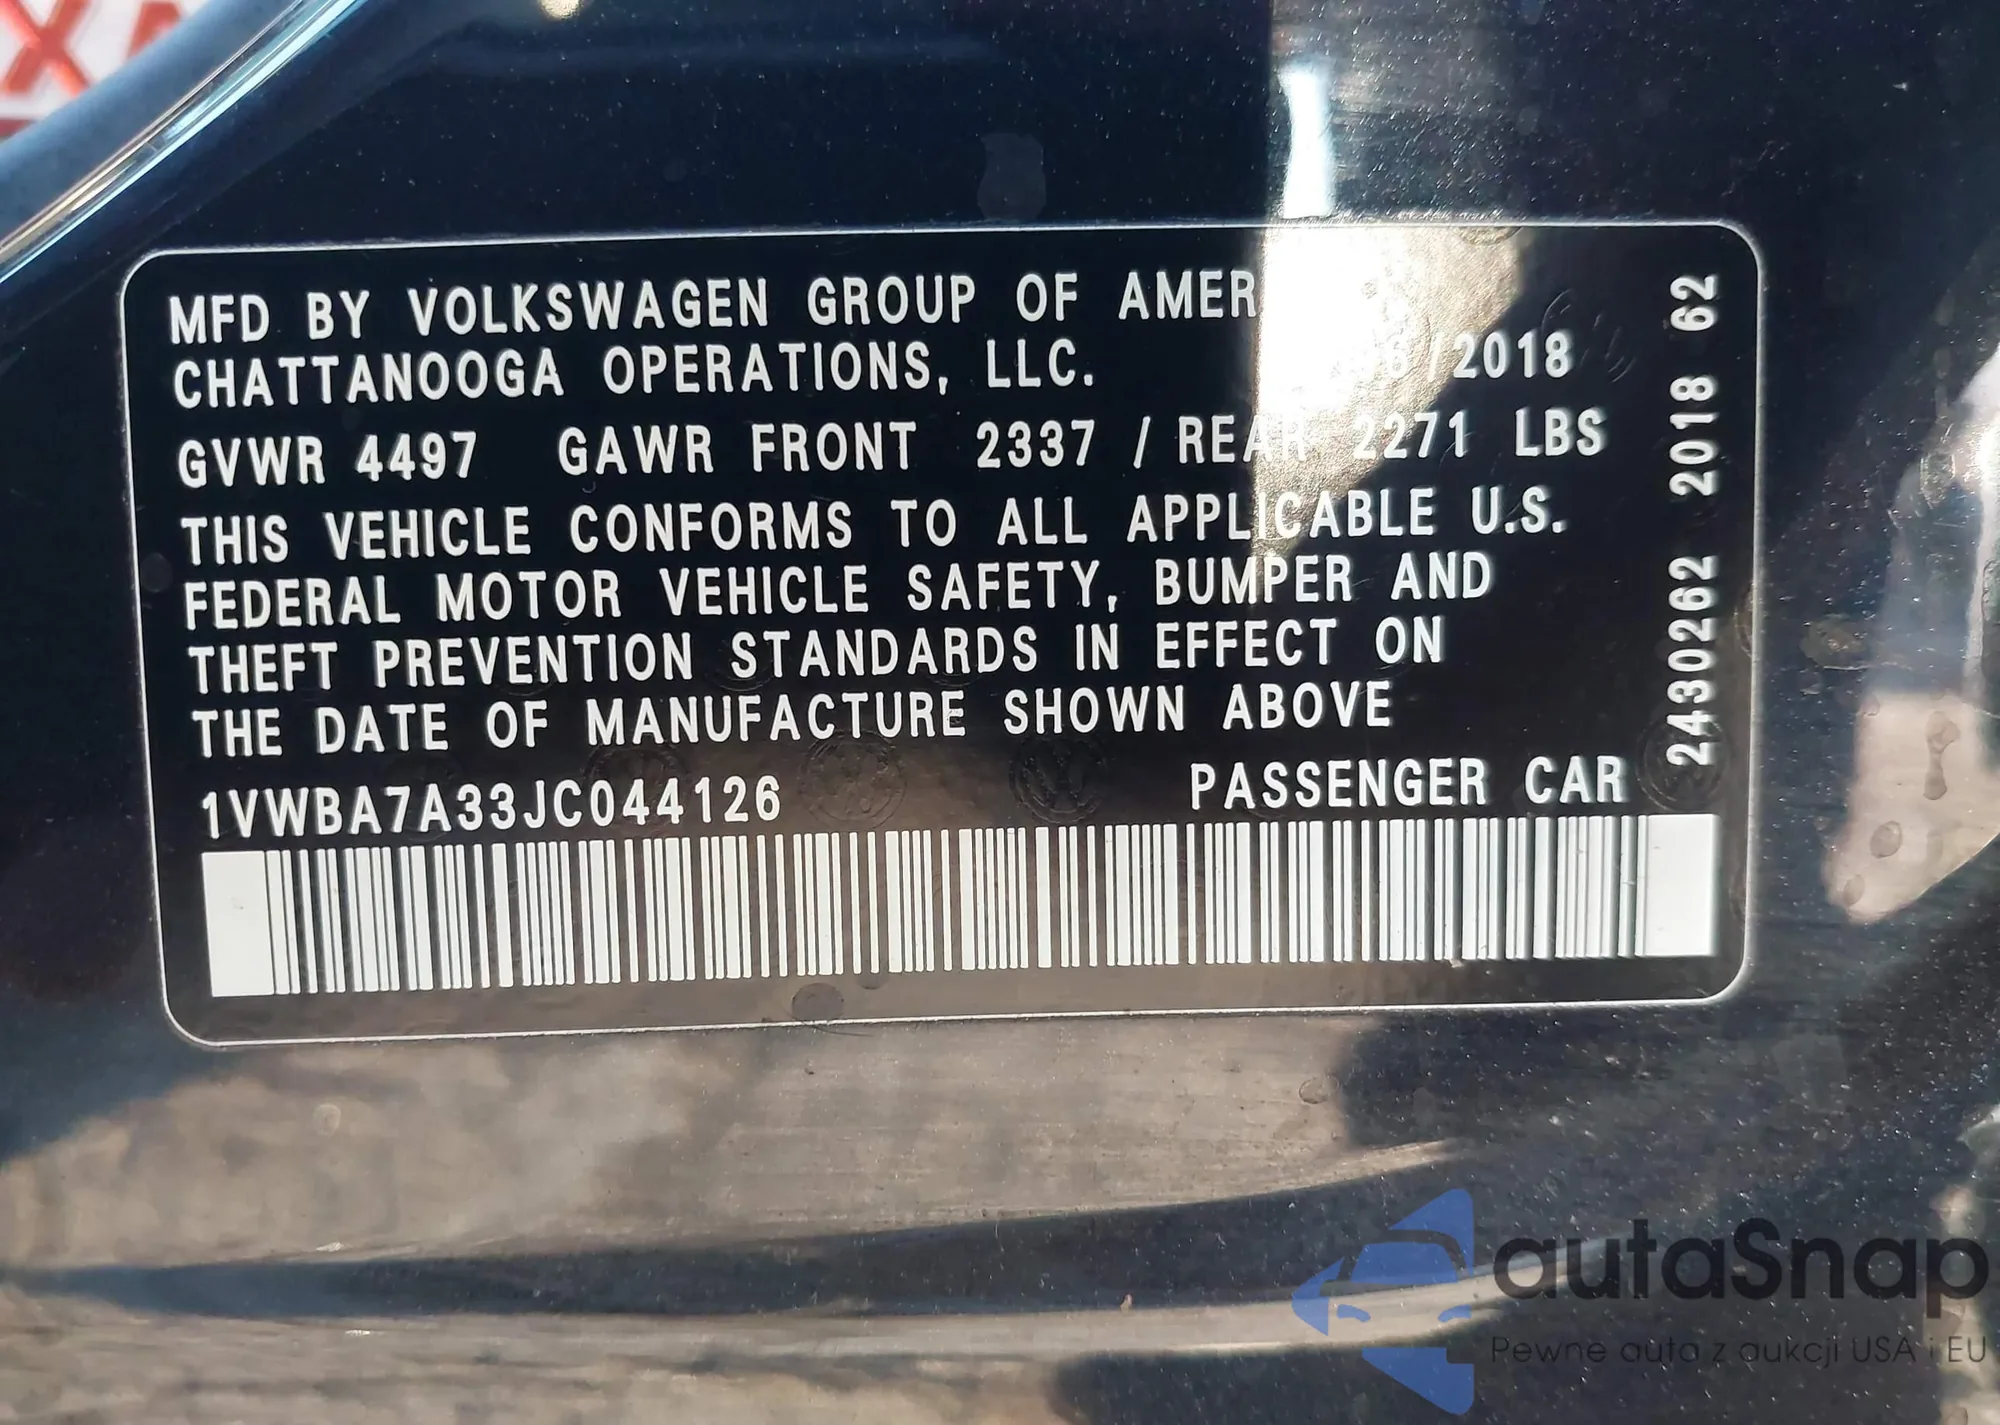 MFD BY VOLKSWAGEN GROUP OF AMER
CHATTANOOGA OPERATIONS, LLC.
/2018
GVWR 4497 GAWR FRONT 2337 / REAR 2271 LBS
THIS VEHICLE CONFORMS TO ALL APPLICABLE U.S.
FEDERAL MOTOR VEHICLE SAFETY, BUMPER AND
THEFT PREVENTION STANDARDS IN EFFECT ON
THE DATE OF MANUFACTURE SHOWN ABOVE
1VWBA7A33JC044126 PASSENGER CAR
2430262 2018 62
autaSnap
Pewne auta z aukcji USA i EU